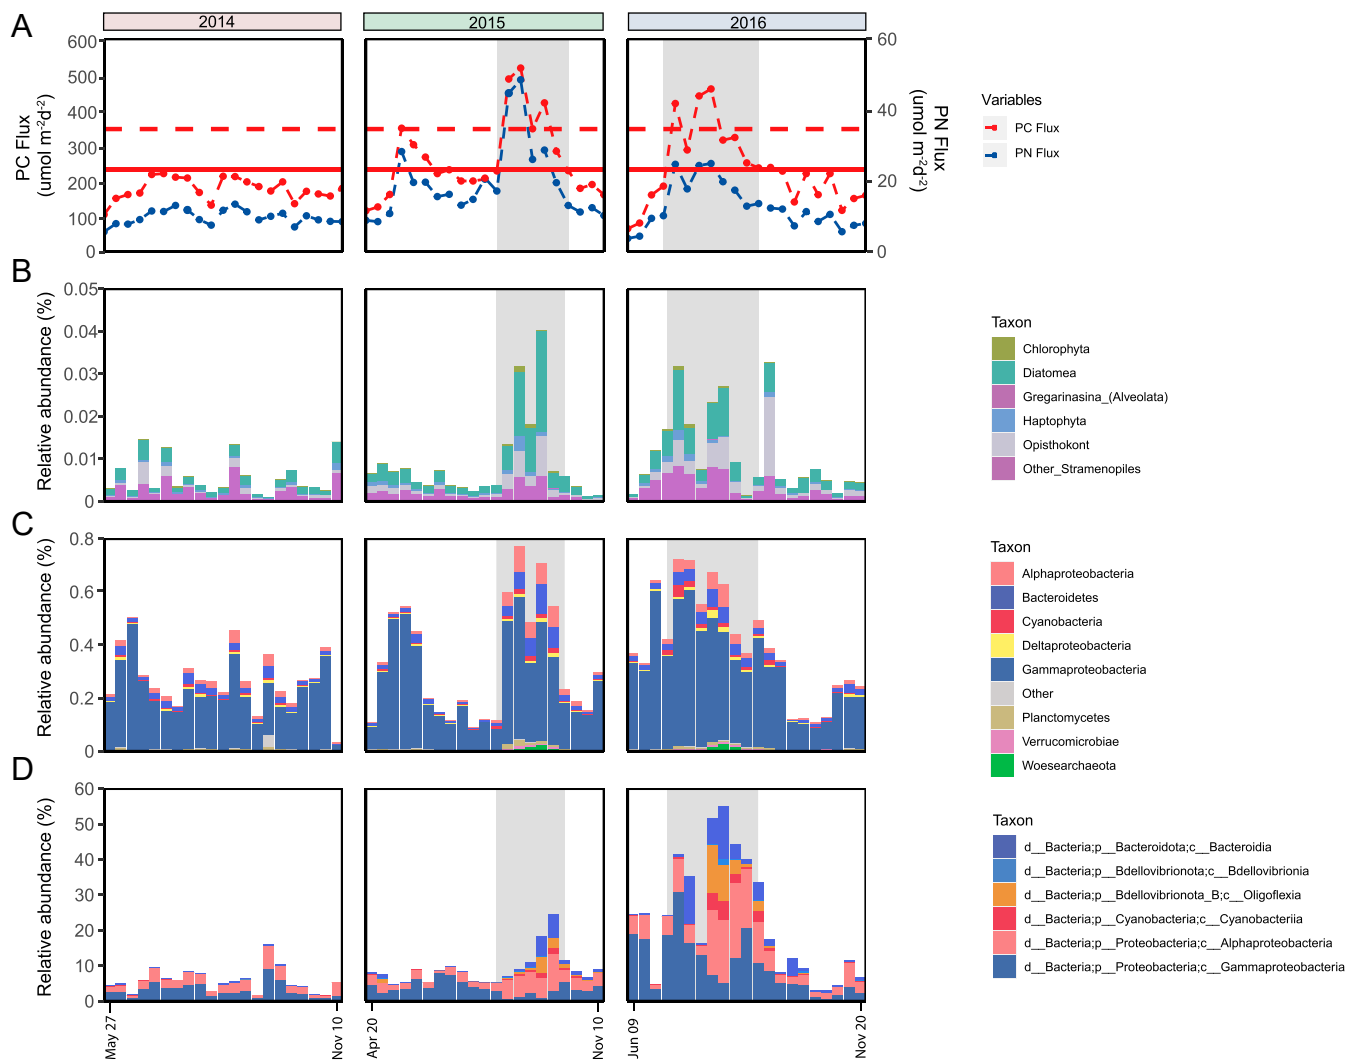 A
2014
2015
2016
600
500
400
300
200
100
0
PC Flux
(umol m-2d-2)
60
40
20
0
PN Flux
(umol m-2d-2)
Variables
PC Flux
PN Flux
B
0.05
0.04
0.03
0.02
0.01
0
Relative abundance (%)
Taxon
Chlorophyta
Diatomea
Gregarinasina_(Alveolata)
Haptophyta
Opisthokont
Other_Stramenopiles
C
0.8
0.6
0.4
0.2
0
Relative abundance (%)
Taxon
Alphaproteobacteria
Bacteroidetes
Cyanobacteria
Deltaproteobacteria
Gammaproteobacteria
Other
Planctomycetes
Verrucomicrobiae
Woesearchaeota
D
60
50
40
30
20
10
0
Relative abundance (%)
Taxon
d__Bacteria;p__Bacteroidota;c__Bacteroidia
d__Bacteria;p__Bdellovibrionota;c__Bdellovibrionia
d__Bacteria;p__Bdellovibrionota_B;c__Oligoflexia
d__Bacteria;p__Cyanobacteria;c__Cyanobacteriia
d__Bacteria;p__Proteobacteria;c__Alphaproteobacteria
d__Bacteria;p__Proteobacteria;c__Gammaproteobacteria
May 27
Nov 10
Apr 20
Nov 10
Jun 09
Nov 20